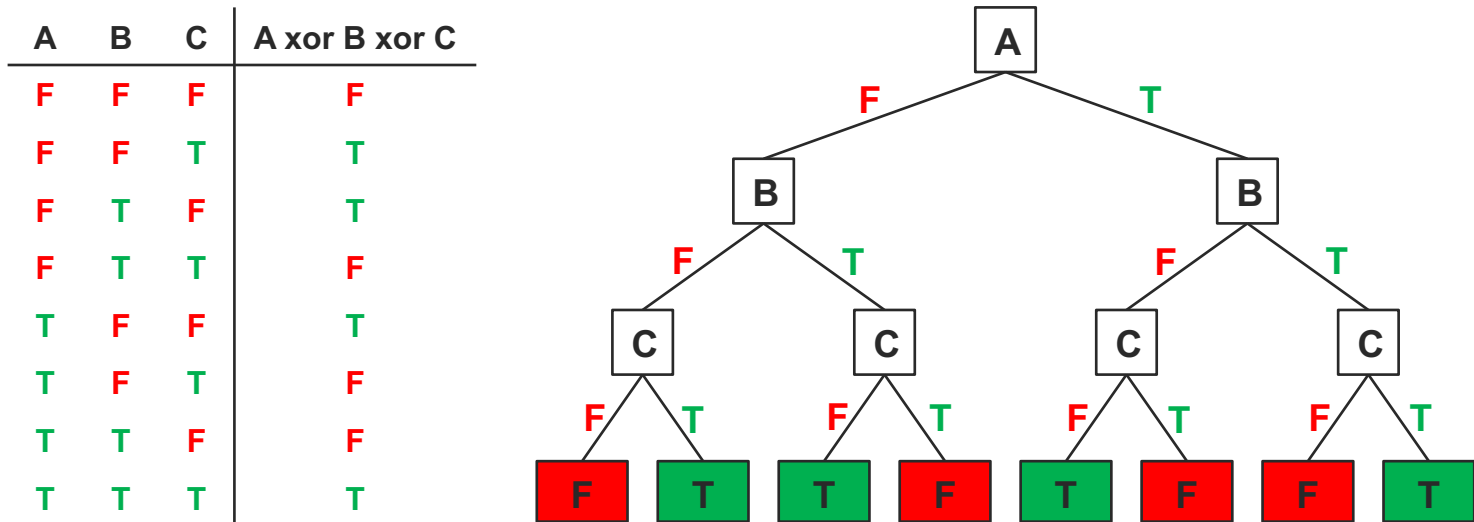 A B C A xor B xor C
F F F F
F F T T
F T F T
F T T F
T F F T
T F T F
T T F F
T T T T
A
F T
B B
F T F T
C C C C
F T F T F T F T
F T T F T F F T